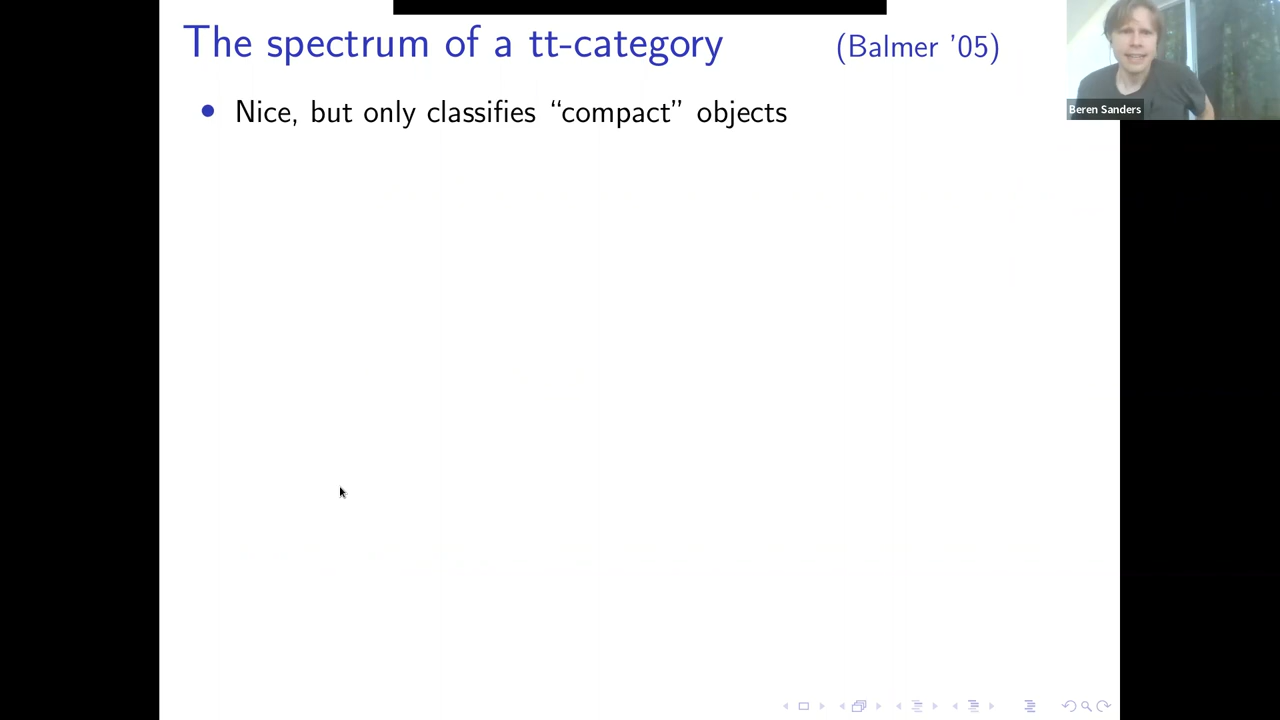 The spectrum of a tt-category (Balmer '05)
• Nice, but only classifies “compact” objects
Beren Sanders